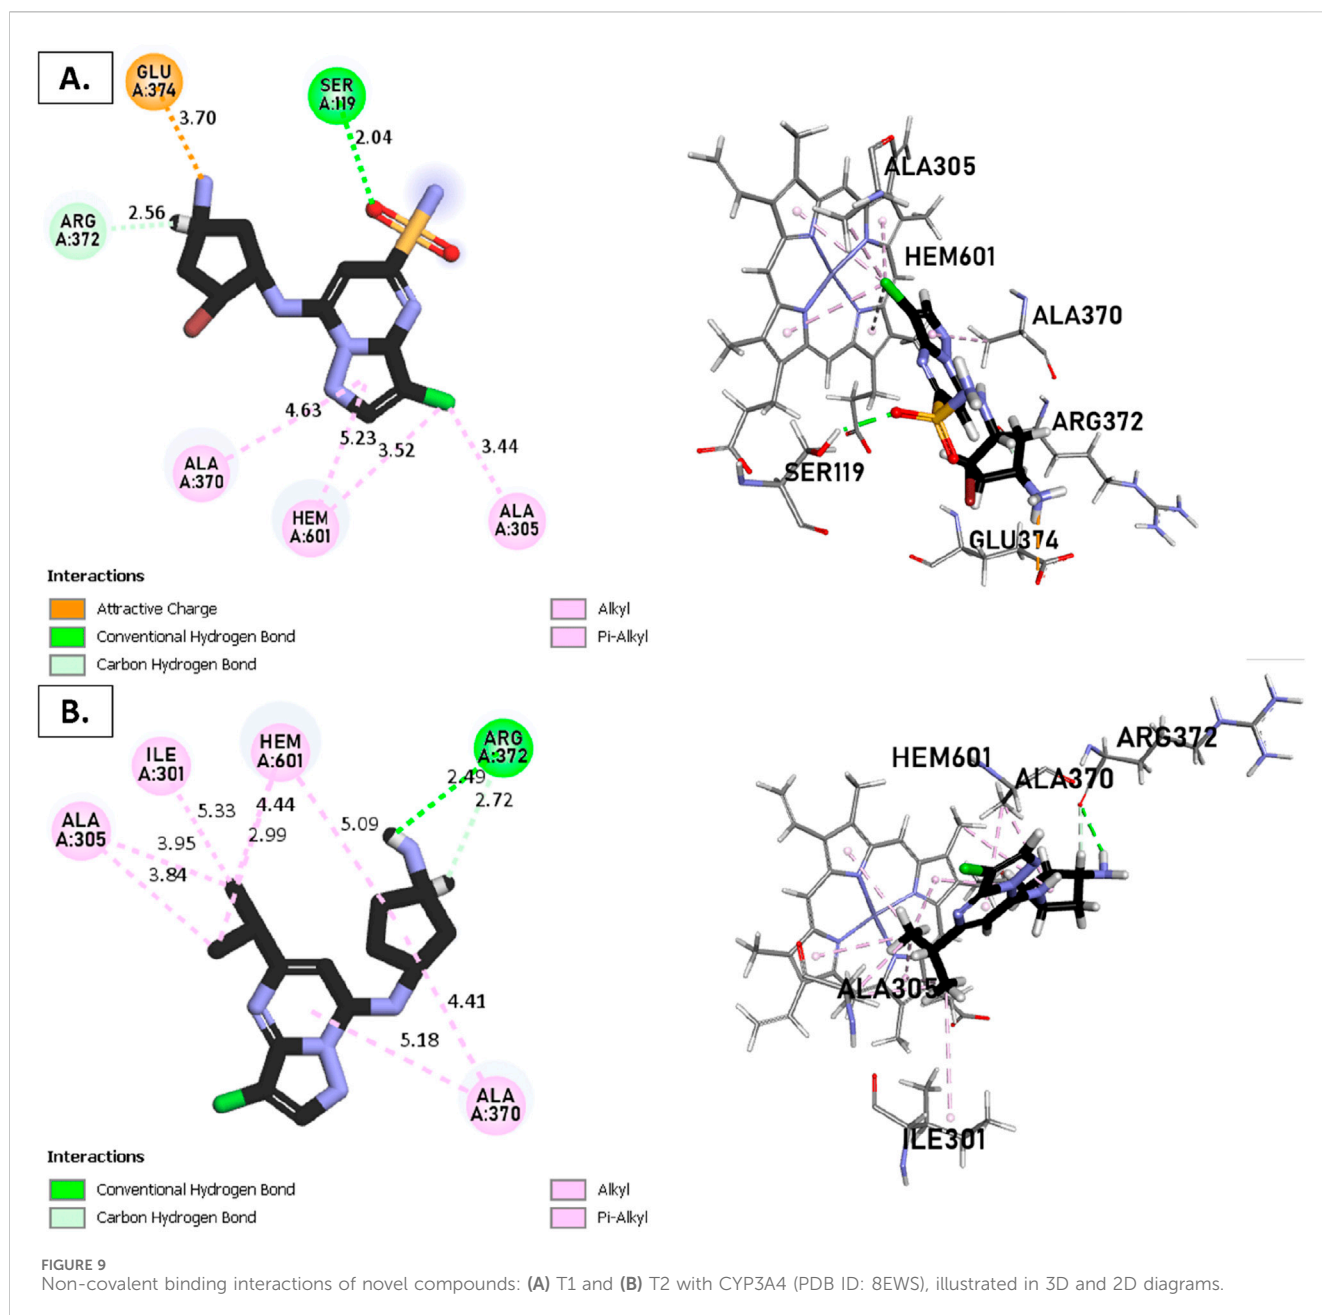 A.
GLU
A:374
3.70
SER
A:119
2.04
ARG
A:372
2.56
4.63
5.23
3.52
3.44
ALA
A:370
HEM
A:601
ALA
A:305
ALA305
HEM601
ALA370
ARG372
SER119
GLU374
Interactions
Attractive Charge
Conventional Hydrogen Bond
Carbon Hydrogen Bond
Alkyl
Pi-Alkyl
B.
ILE
A:301
HEM
A:601
ARG
A:372
ALA
A:305
5.33
4.44
2.99
3.95
3.84
5.09
2.49
2.72
4.41
5.18
ALA
A:370
ARG372
HEM601
ALA370
ALA305
ILE301
Interactions
Conventional Hydrogen Bond
Carbon Hydrogen Bond
Alkyl
Pi-Alkyl
FIGURE 9
Non-covalent binding interactions of novel compounds: (A) T1 and (B) T2 with CYP3A4 (PDB ID: 8EWS), illustrated in 3D and 2D diagrams.